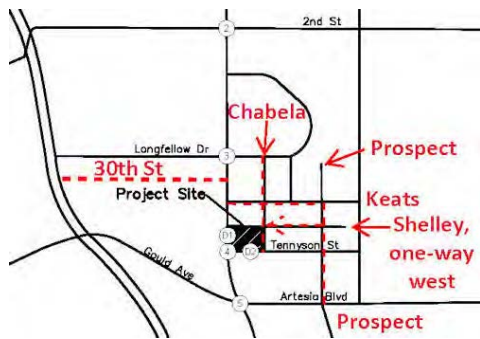 2nd St
2
Chabela
Longfellow Dr
3
Prospect
30th St
Project Site
Keats
Shelley,
one-way
west
D1
Tennyson St
4
D2
Gould Ave
5
Artesia Blvd
Prospect